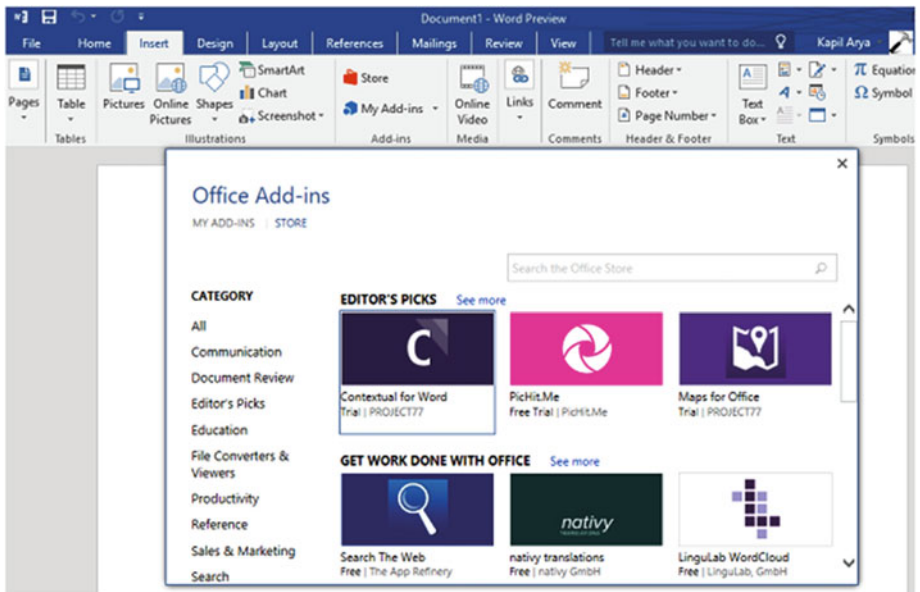 Document1 - Word Preview
File Home Insert Design Layout References Mailings Review View Tell me what you want to do... Kapil Arya
Pages
Table
Pictures
Online
Pictures
Shapes
SmartArt
Chart
Screenshot
Store
My Add-ins
Online
Video
Links
Comment
Header
Footer
Page Number
Text
Box
π Equation
Ω Symbol
Tables Illustrations Add-ins Media Comments Header & Footer Text Symbols
Office Add-ins
MY ADD-INS | STORE
Search the Office Store
CATEGORY
All
Communication
Document Review
Editor's Picks
Education
File Converters &
Viewers
Productivity
Reference
Sales & Marketing
Search
EDITOR'S PICKS See more
C
Contextual for Word
Trial | PROJECT77
PicHit.Me
Free Trial | PicHit.Me
Maps for Office
Trial | PROJECT77
GET WORK DONE WITH OFFICE See more
Search The Web
Free | The App Refinery
nativy
nativy translations
Free | nativy GmbH
LinguLab WordCloud
Free | LinguLab, GmbH